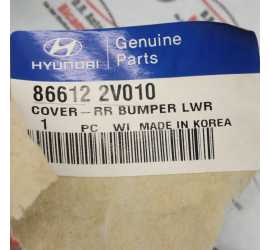 HYUNDAI
Genuine
Parts
86612 2V010
COVER-RR BUMPER LWR
1 PC WI MADE IN KOREA